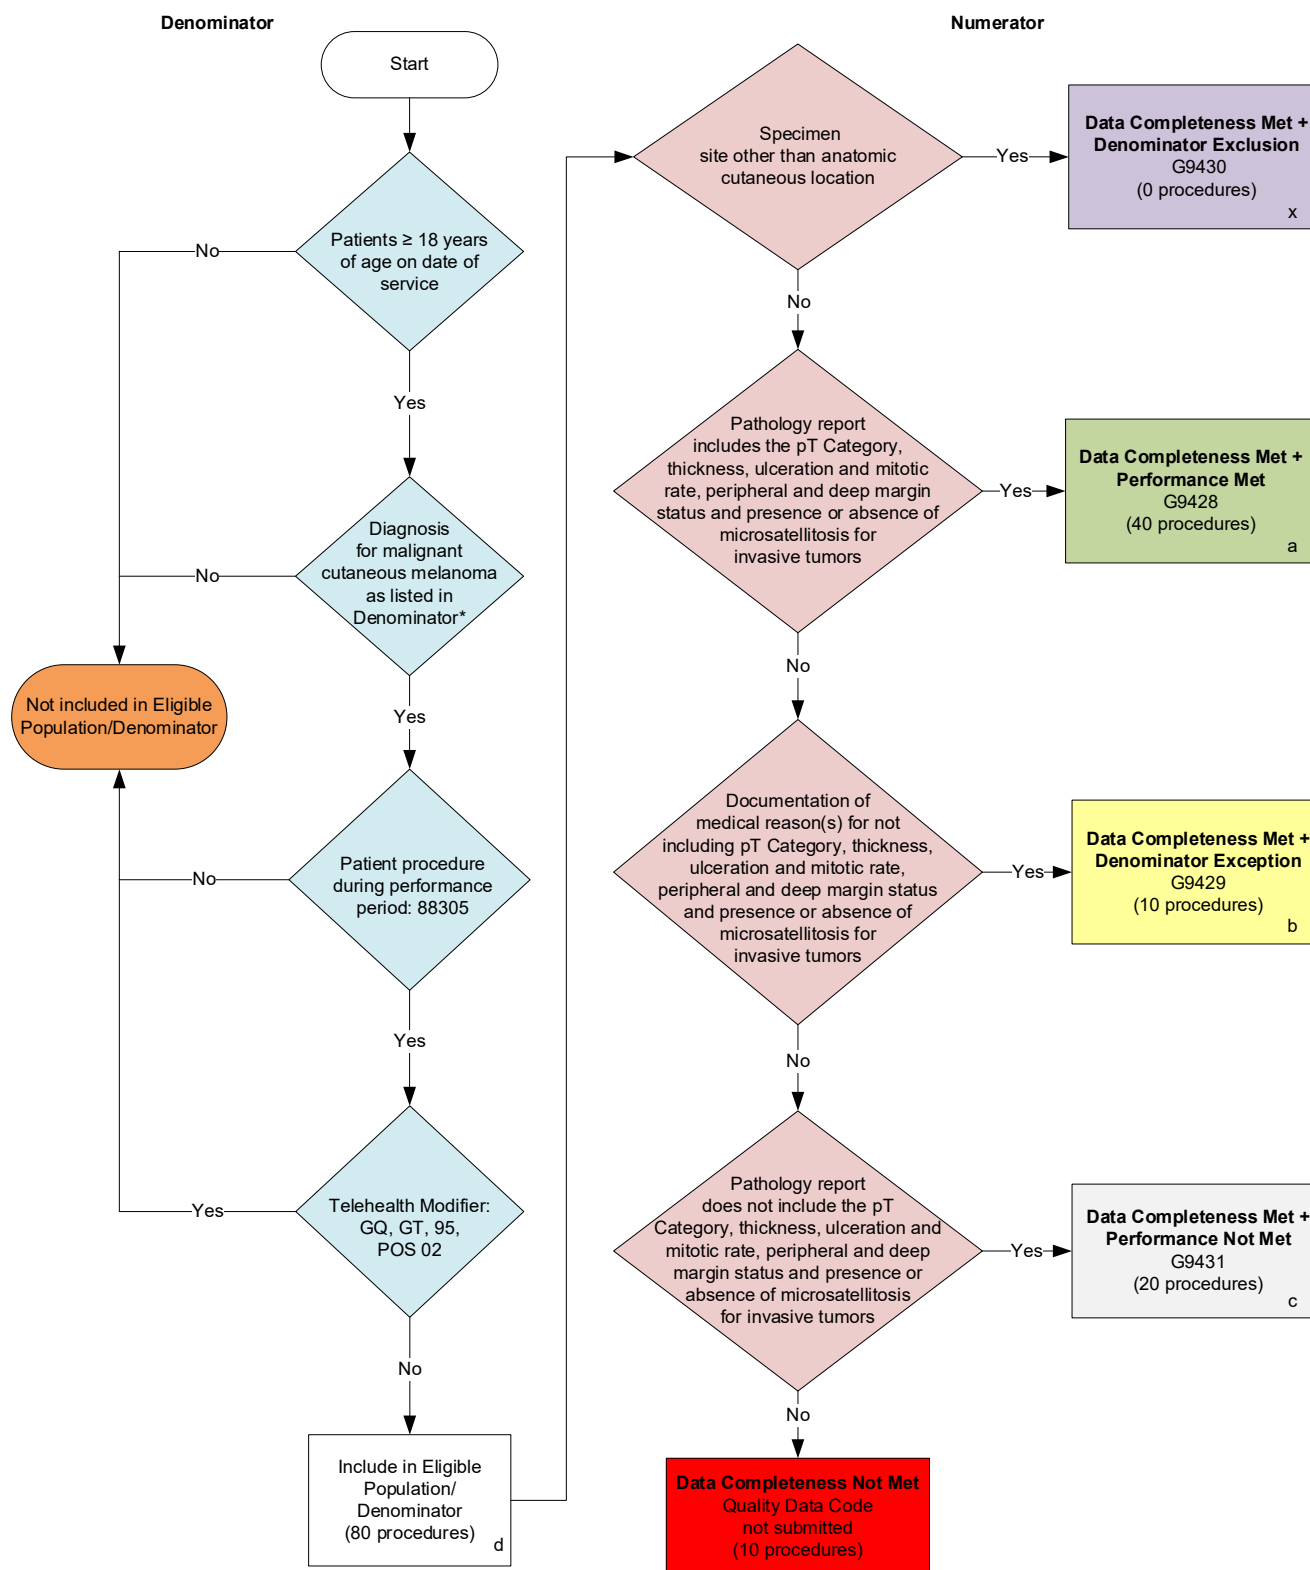 Denominator
Start
Patients ≥ 18 years
of age on date of
service
No
Yes
Diagnosis
for malignant
cutaneous melanoma
as listed in
Denominator*
No
Not included in Eligible
Population/Denominator
Yes
Patient procedure
during performance
period: 88305
No
Yes
Telehealth Modifier:
GQ, GT, 95,
POS 02
Yes
No
Include in Eligible
Population/
Denominator
(80 procedures)
d
Numerator
Specimen
site other than anatomic
cutaneous location
Yes
Data Completeness Met +
Denominator Exclusion
G9430
(0 procedures)
x
No
Pathology report
includes the pT Category,
thickness, ulceration and mitotic
rate, peripheral and deep margin
status and presence or absence of
microsatellitosis for
invasive tumors
Yes
Data Completeness Met +
Performance Met
G9428
(40 procedures)
a
No
Documentation of
medical reason(s) for not
including pT Category, thickness,
ulceration and mitotic rate,
peripheral and deep margin status
and presence or absence of
microsatellitosis for
invasive tumors
Yes
Data Completeness Met +
Denominator Exception
G9429
(10 procedures)
b
No
Pathology report
does not include the pT
Category, thickness, ulceration and
mitotic rate, peripheral and deep
margin status and presence or
absence of microsatellitosis
for invasive tumors
Yes
Data Completeness Met +
Performance Not Met
G9431
(20 procedures)
c
No
Data Completeness Not Met
Quality Data Code
not submitted
(10 procedures)